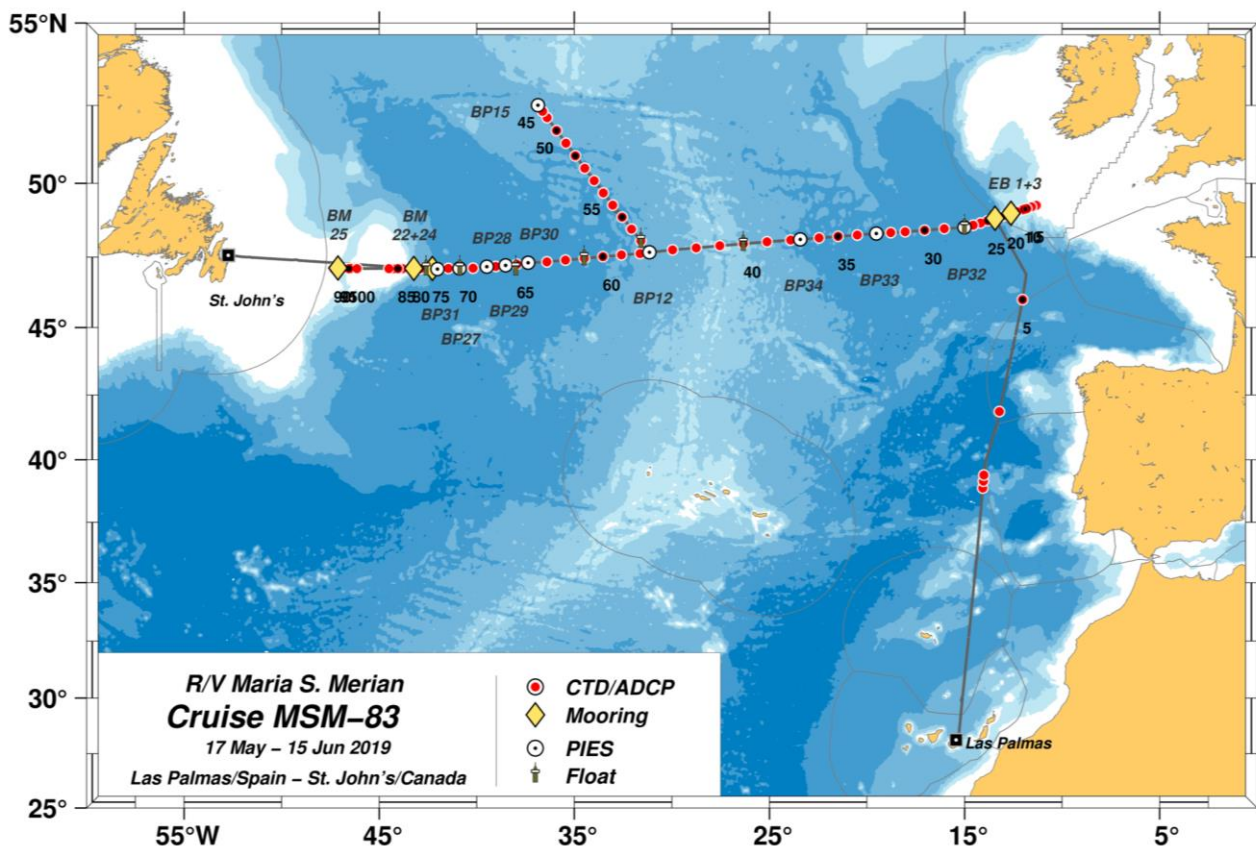 55°N
50°
45°
40°
35°
30°
25°
55°W
45°
35°
25°
15°
5°
BP15
45
50
55
EB 1+3
BM
25
BM
22+24
BP28
BP30
St. John's
85
80
75
70
65
60
40
35
30
25
20
BP31
BP27
BP29
BP12
BP34
BP33
BP32
5
Las Palmas
R/V Maria S. Merian
Cruise MSM–83
17 May – 15 Jun 2019
Las Palmas/Spain – St. John's/Canada
CTD/ADCP
Mooring
PIES
Float